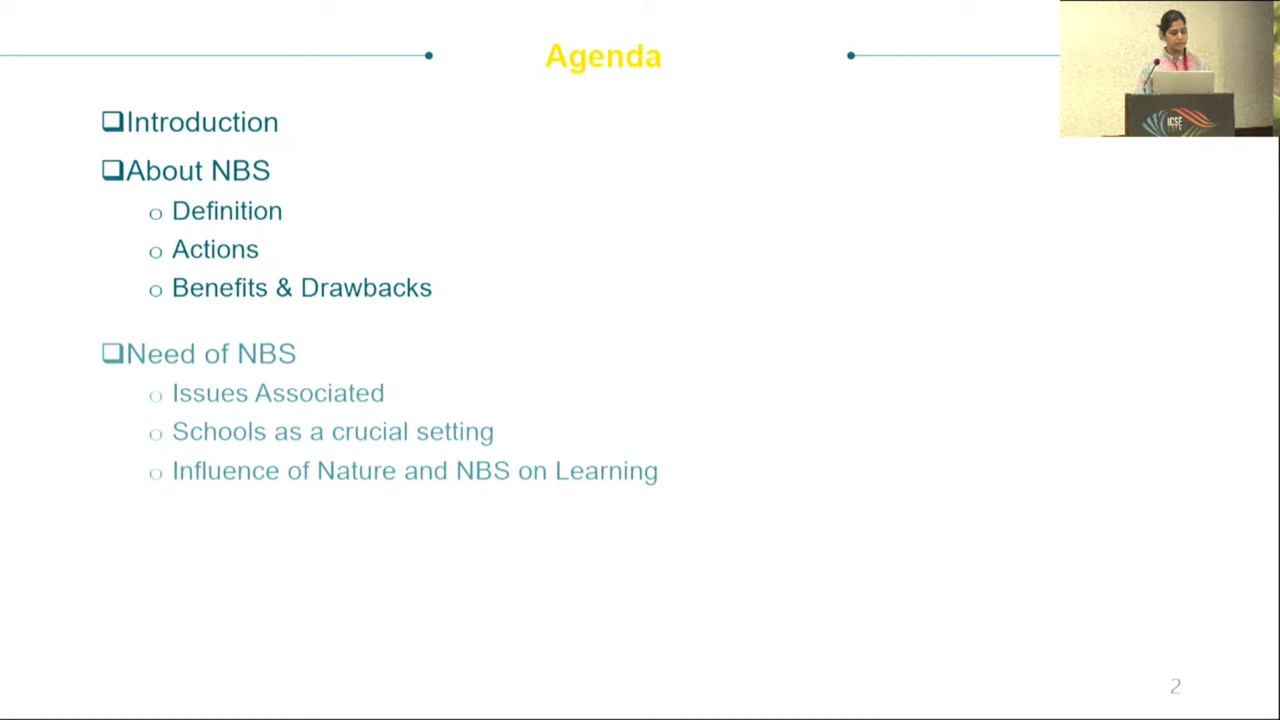 Agenda
❑Introduction
❑About NBS
o Definition
o Actions
o Benefits & Drawbacks
❑Need of NBS
o Issues Associated
o Schools as a crucial setting
o Influence of Nature and NBS on Learning
ICSE
2